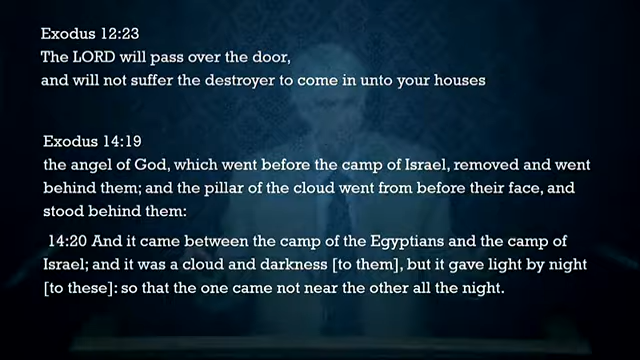 Exodus 12:23
The LORD will pass over the door,
and will not suffer the destroyer to come in unto your houses
Exodus 14:19
the angel of God, which went before the camp of Israel, removed and went
behind them; and the pillar of the cloud went from before their face, and
stood behind them:
14:20 And it came between the camp of the Egyptians and the camp of
Israel; and it was a cloud and darkness [to them], but it gave light by night
[to these]: so that the one came not near the other all the night.